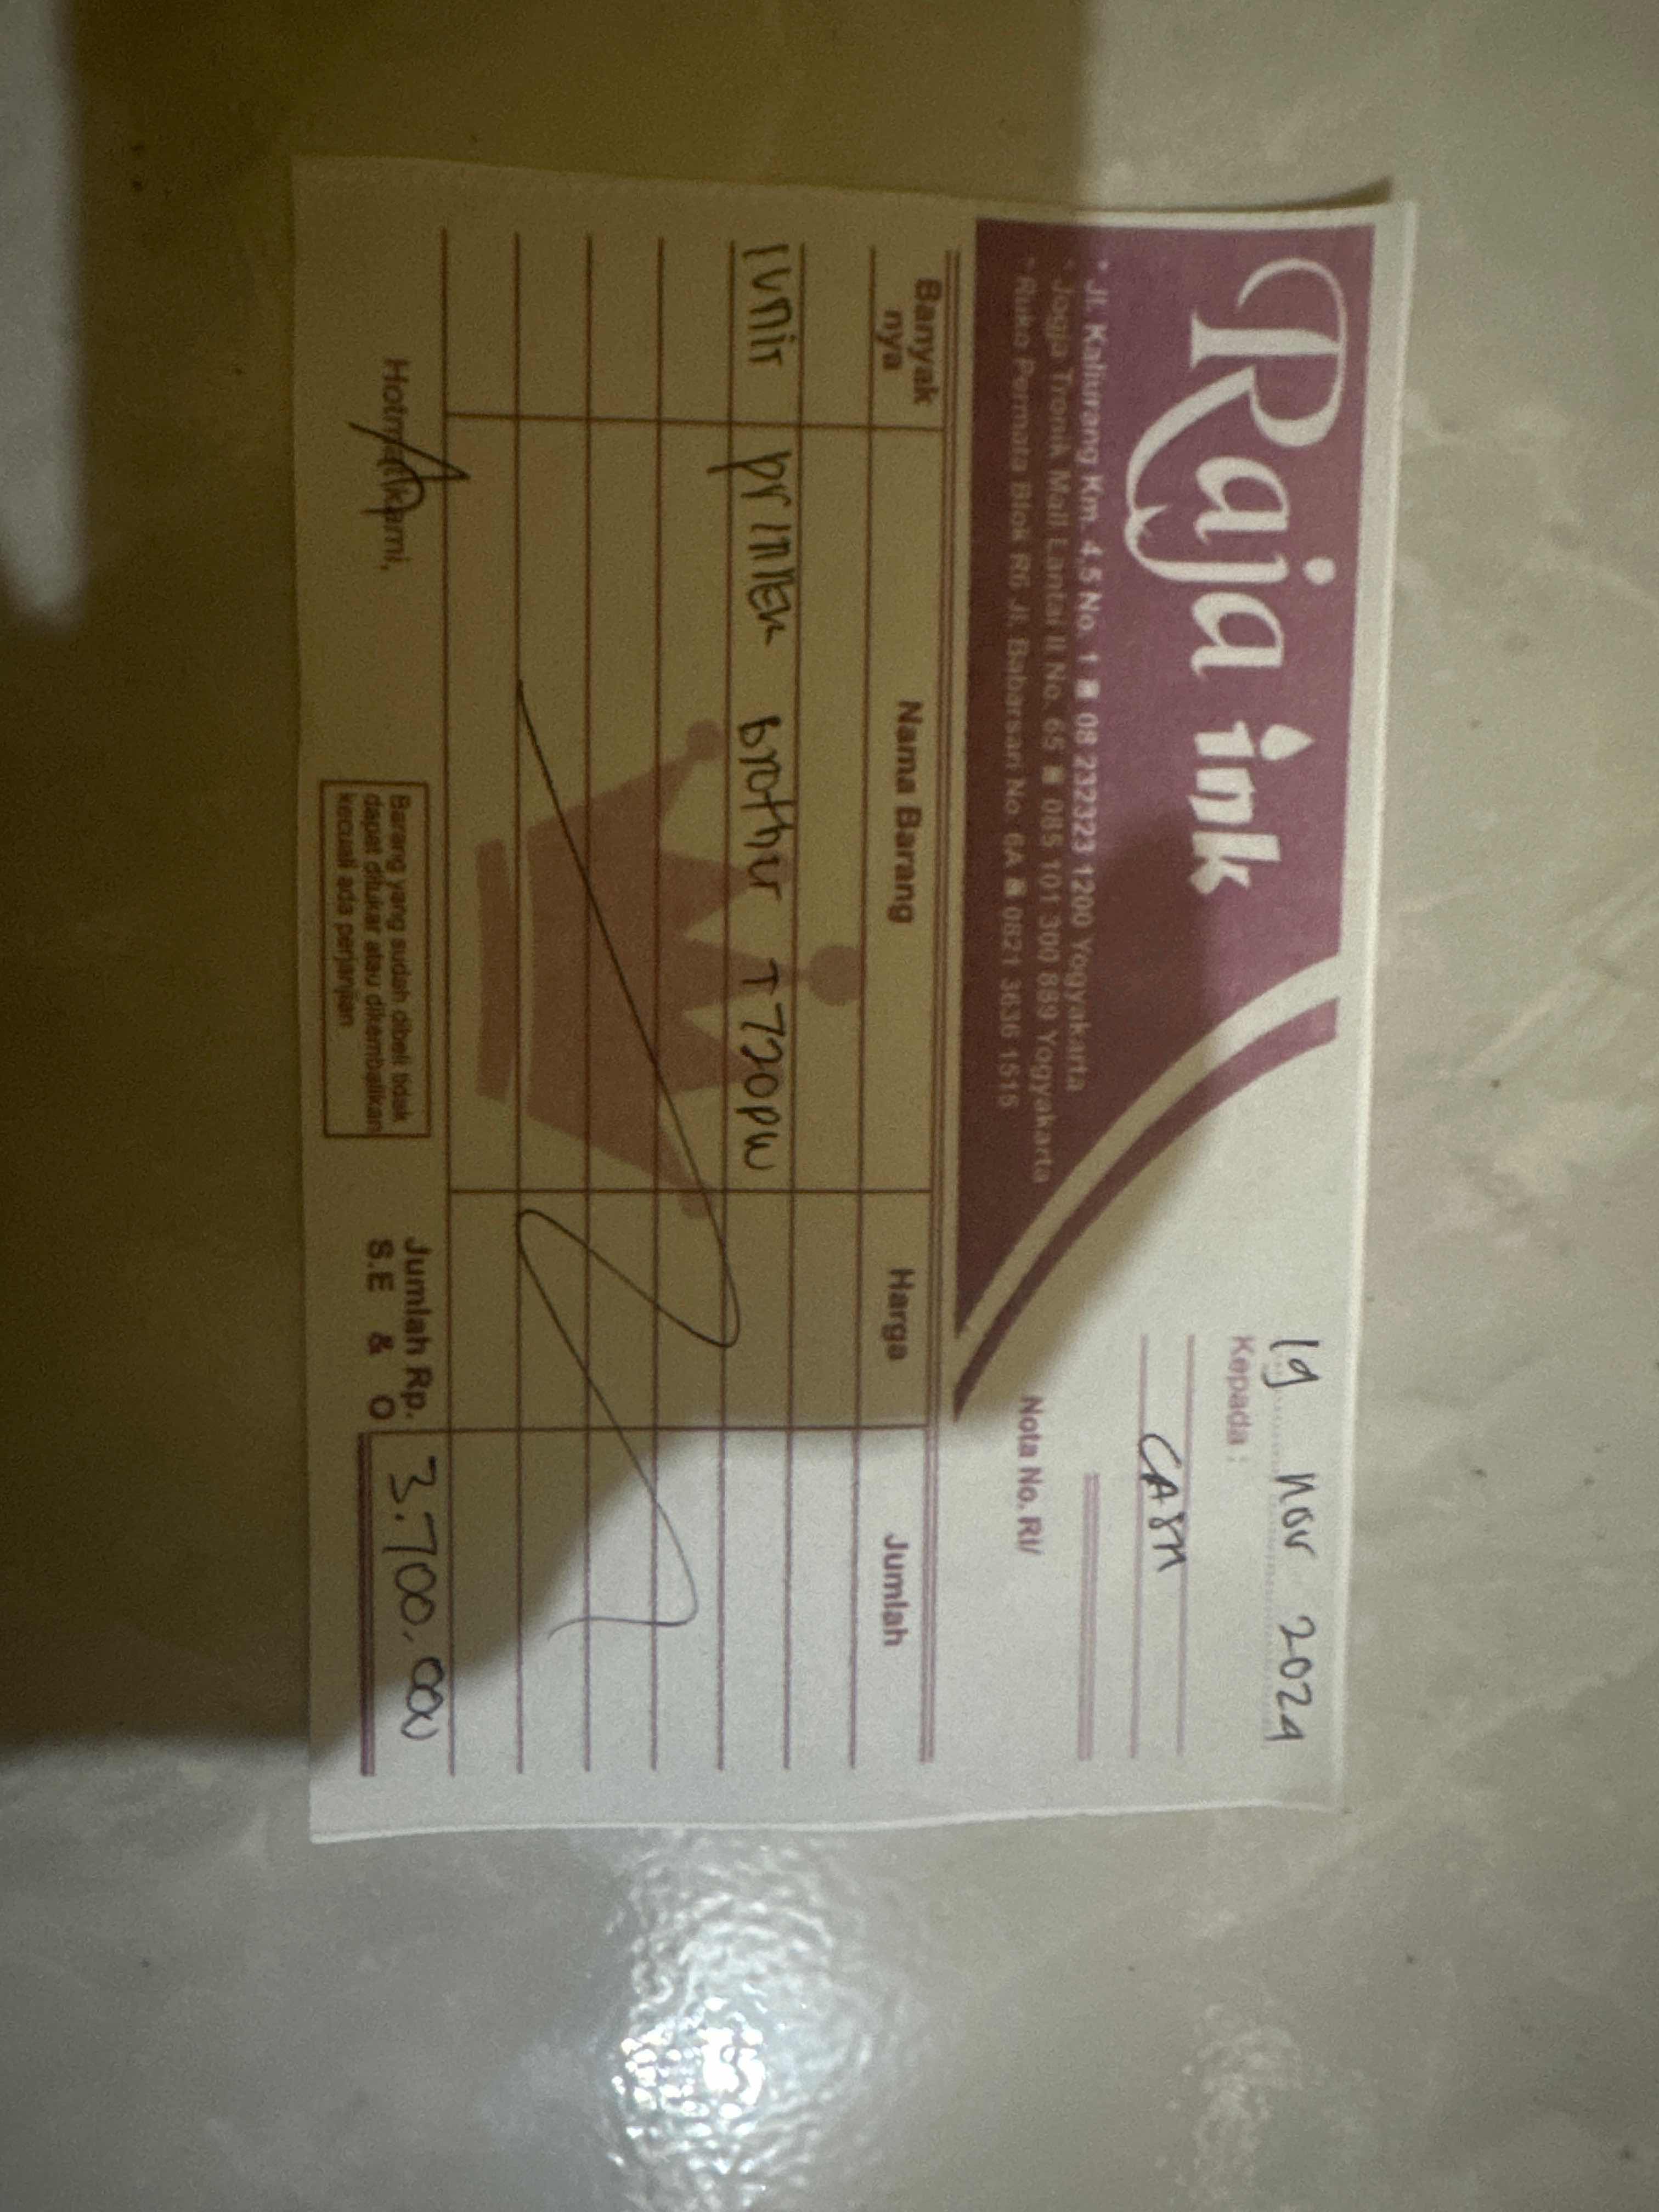 Raja ink
* Jl. Kaliurang Km. 4,5 No. 1 ☎ 08 232323 1200 Yogyakarta
* Jogja Tronik Mall Lantai II No. 65 ☎ 085 101 300 889 Yogyakarta
* Ruko Permata Blok R6 Jl. Babarsari No. 6A ☎ 0821 3636 1515
19 Nov 2024
Kepada :
CASH
Nota No. RI/
Banyak nya Nama Barang Harga Jumlah
1 unit printer brother T720DW
Hormat Kami,
Barang yang sudah dibeli tidak
dapat ditukar atau dikembalikan
kecuali ada perjanjian
Jumlah Rp. 3.700.000
S.E & O